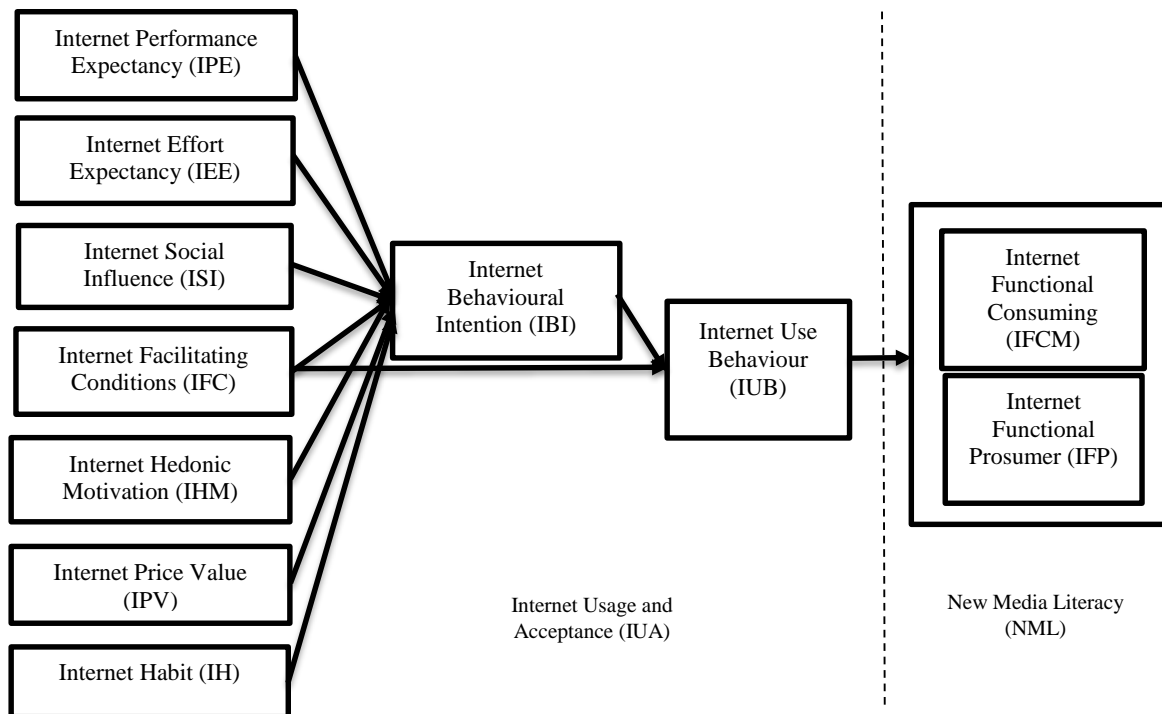 Internet Performance
Expectancy (IPE)
Internet Effort
Expectancy (IEE)
Internet Social
Influence (ISI)
Internet Facilitating
Conditions (IFC)
Internet Hedonic
Motivation (IHM)
Internet Price Value
(IPV)
Internet Habit (IH)
Internet
Behavioural
Intention (IBI)
Internet Use
Behaviour
(IUB)
Internet
Functional
Consuming
(IFCM)
Internet
Functional
Prosumer (IFP)
Internet Usage and
Acceptance (IUA)
New Media Literacy
(NML)